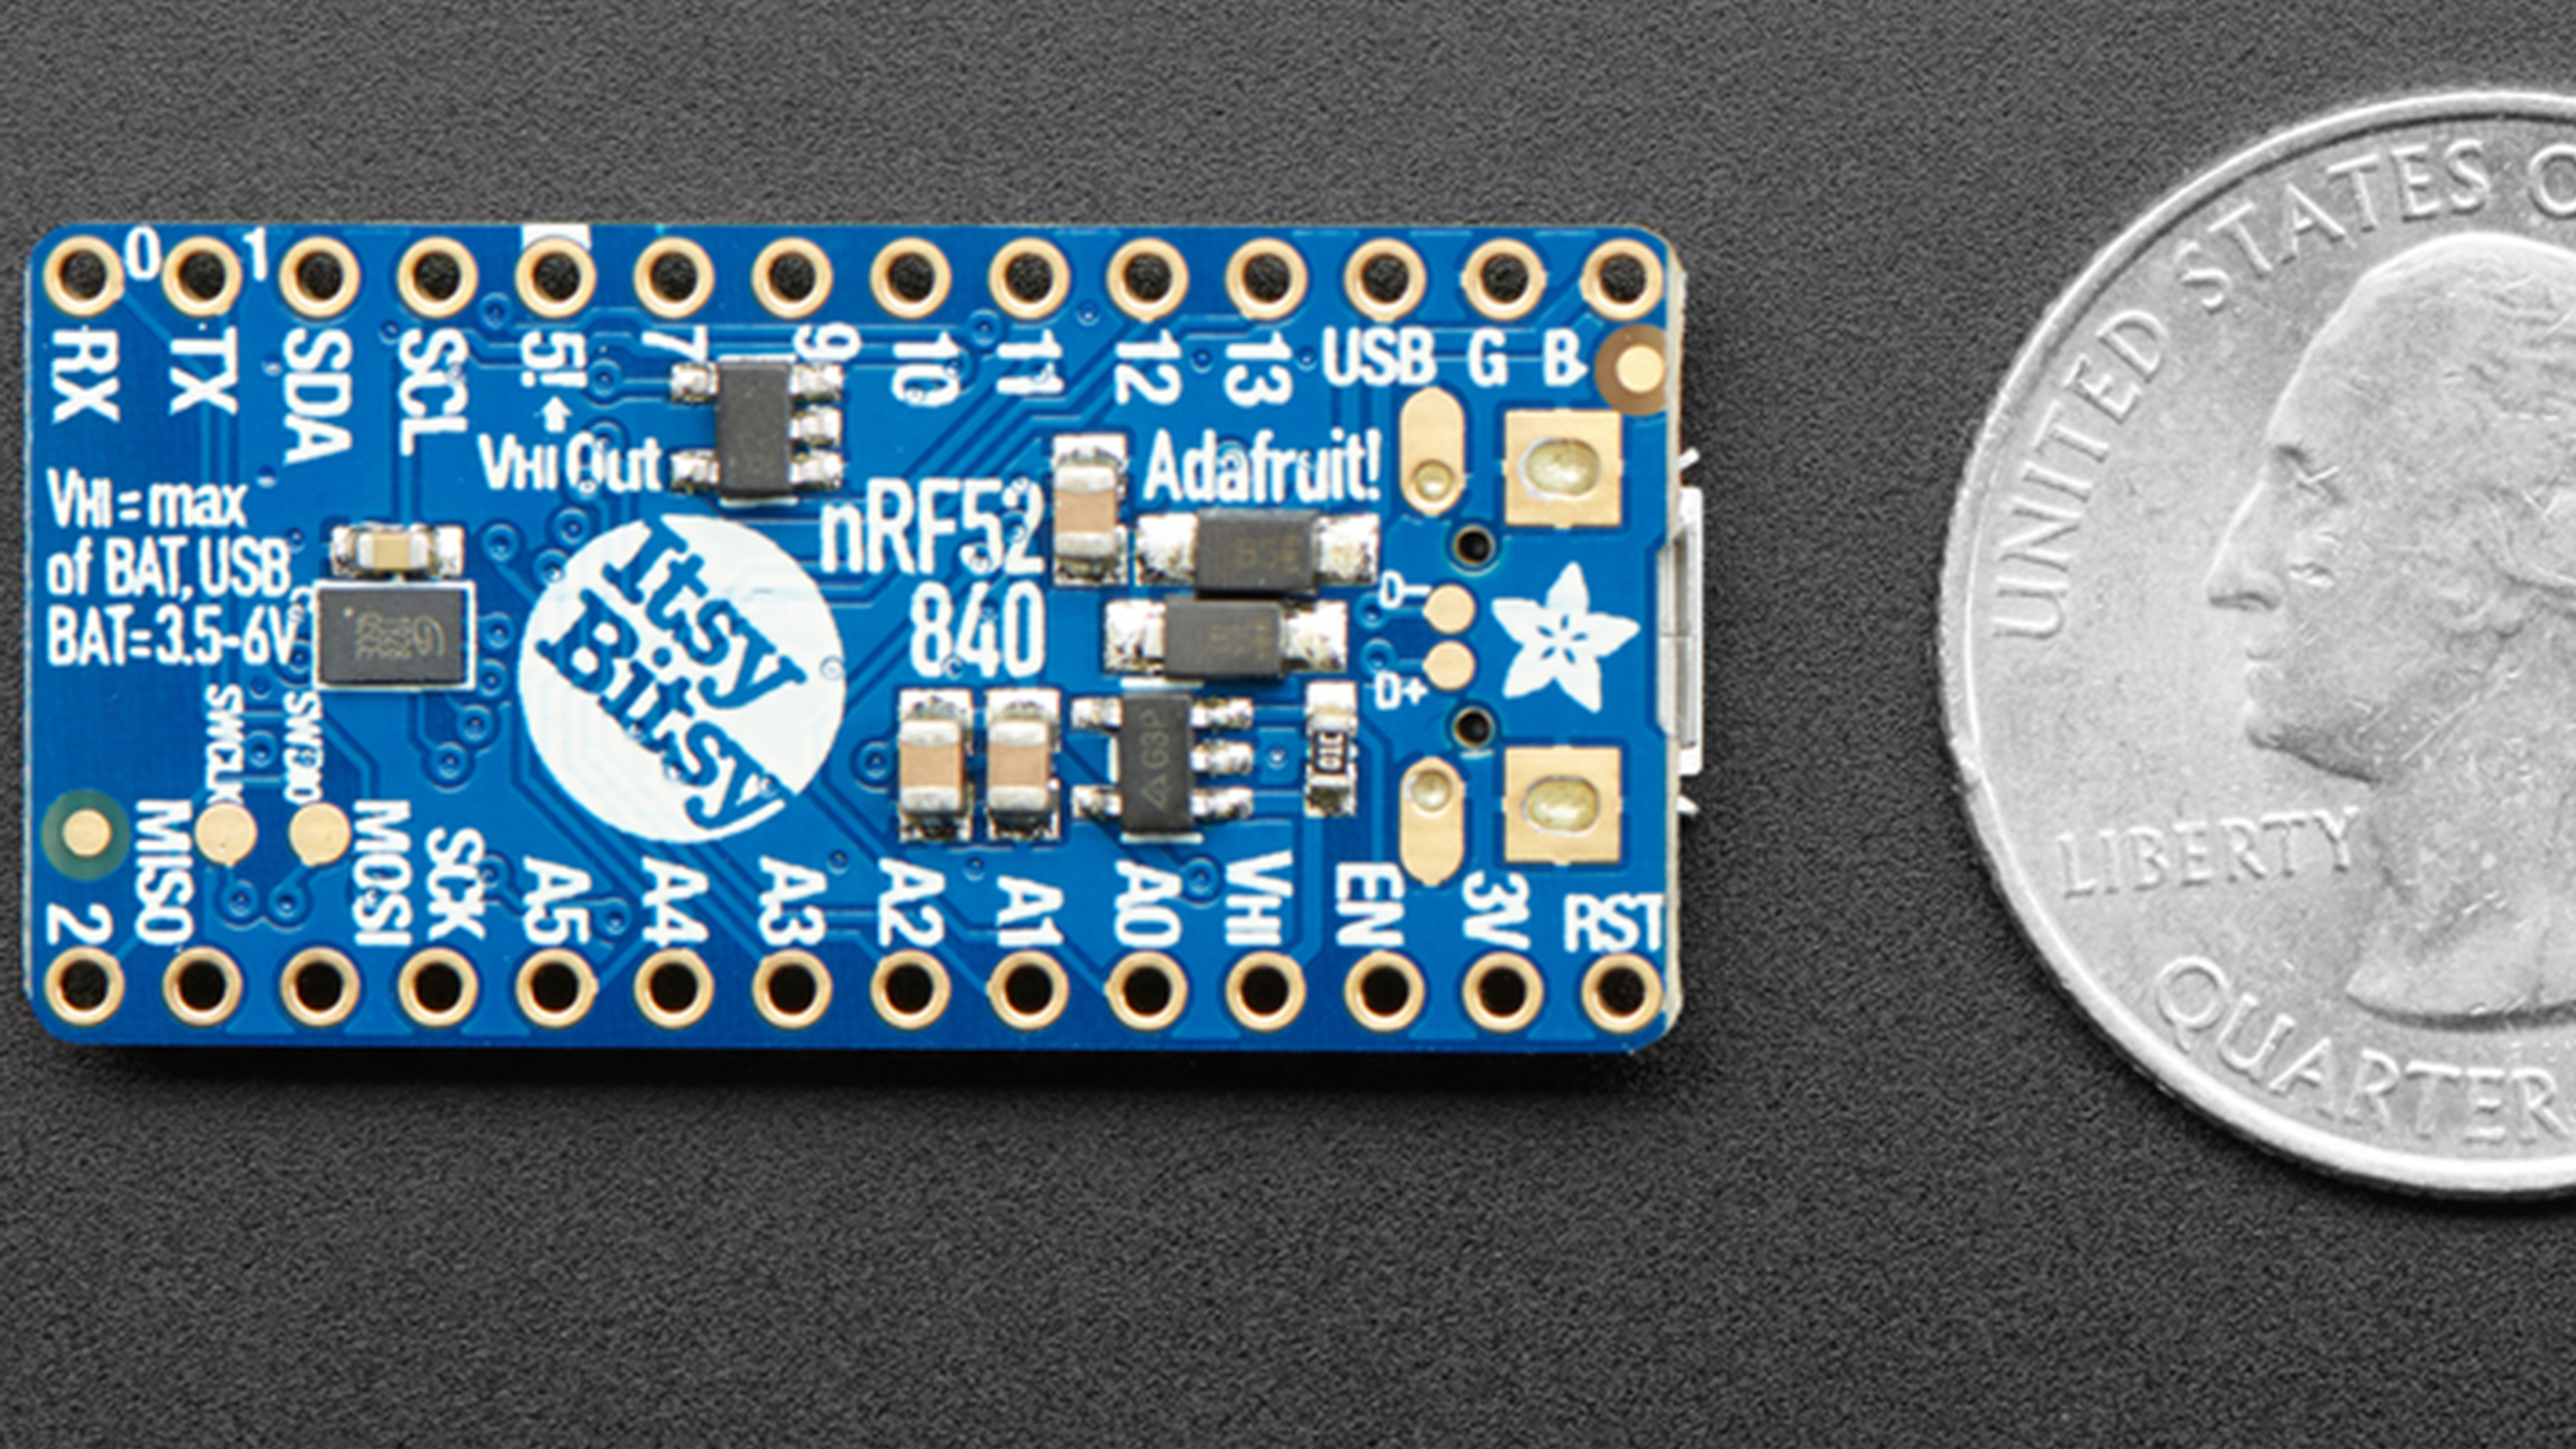 0 1
RX TX SDA SCL 5! 7 9 10 11 12 13 USB G B
VHI Out
Adafruit!
VHI=max
of BAT, USB
BAT=3.5-6V
nRF52
840
Itsy
Bitsy
D-
D+
SWCLK
SWDIO
G3P
01C
2 MISO MOSI SCK A5 A4 A3 A2 A1 A0 VHI EN 3V RST
UNITED STATES O
LIBERTY
QUARTER